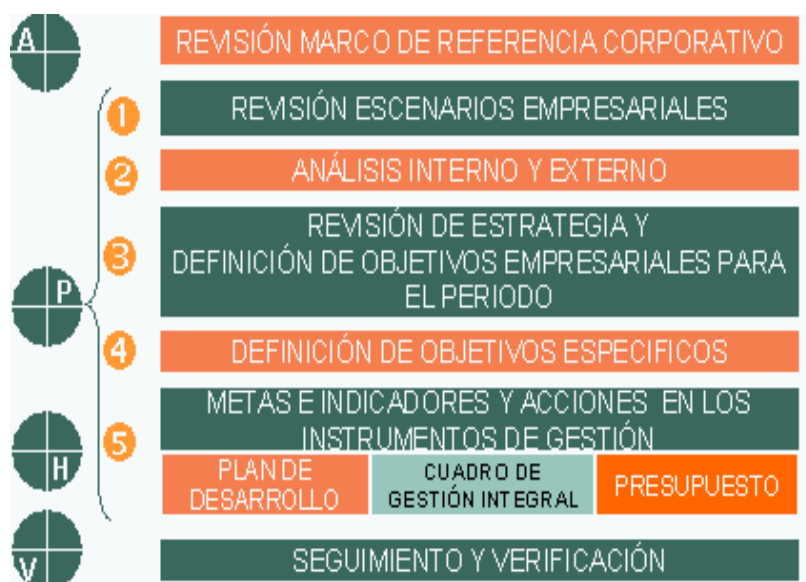 A
REVISIÓN MARCO DE REFERENCIA CORPORATIVO
1
REVISIÓN ESCENARIOS EMPRESARIALES
2
ANÁLISIS INTERNO Y EXTERNO
3
REVISIÓN DE ESTRATEGIA Y
DEFINICIÓN DE OBJETIVOS EMPRESARIALES PARA
EL PERIODO
P
4
DEFINICIÓN DE OBJETIVOS ESPECIFICOS
5
METAS E INDICADORES Y ACCIONES EN LOS
INSTRUMENTOS DE GESTIÓN
H
PLAN DE
DESARROLLO
CUADRO DE
GESTIÓN INTEGRAL
PRESUPUESTO
V
SEGUIMIENTO Y VERIFICACIÓN